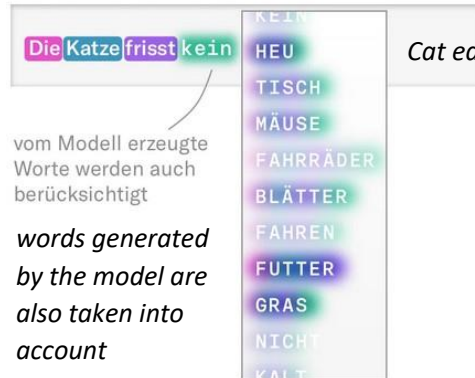 Die Katze frisst kein
KEIN
HEU
TISCH
MÄUSE
FAHRRÄDER
BLÄTTER
FAHREN
FUTTER
GRAS
NICHT
KALT
Cat
vom Modell erzeugte
Worte werden auch
berücksichtigt
words generated
by the model are
also taken into
account